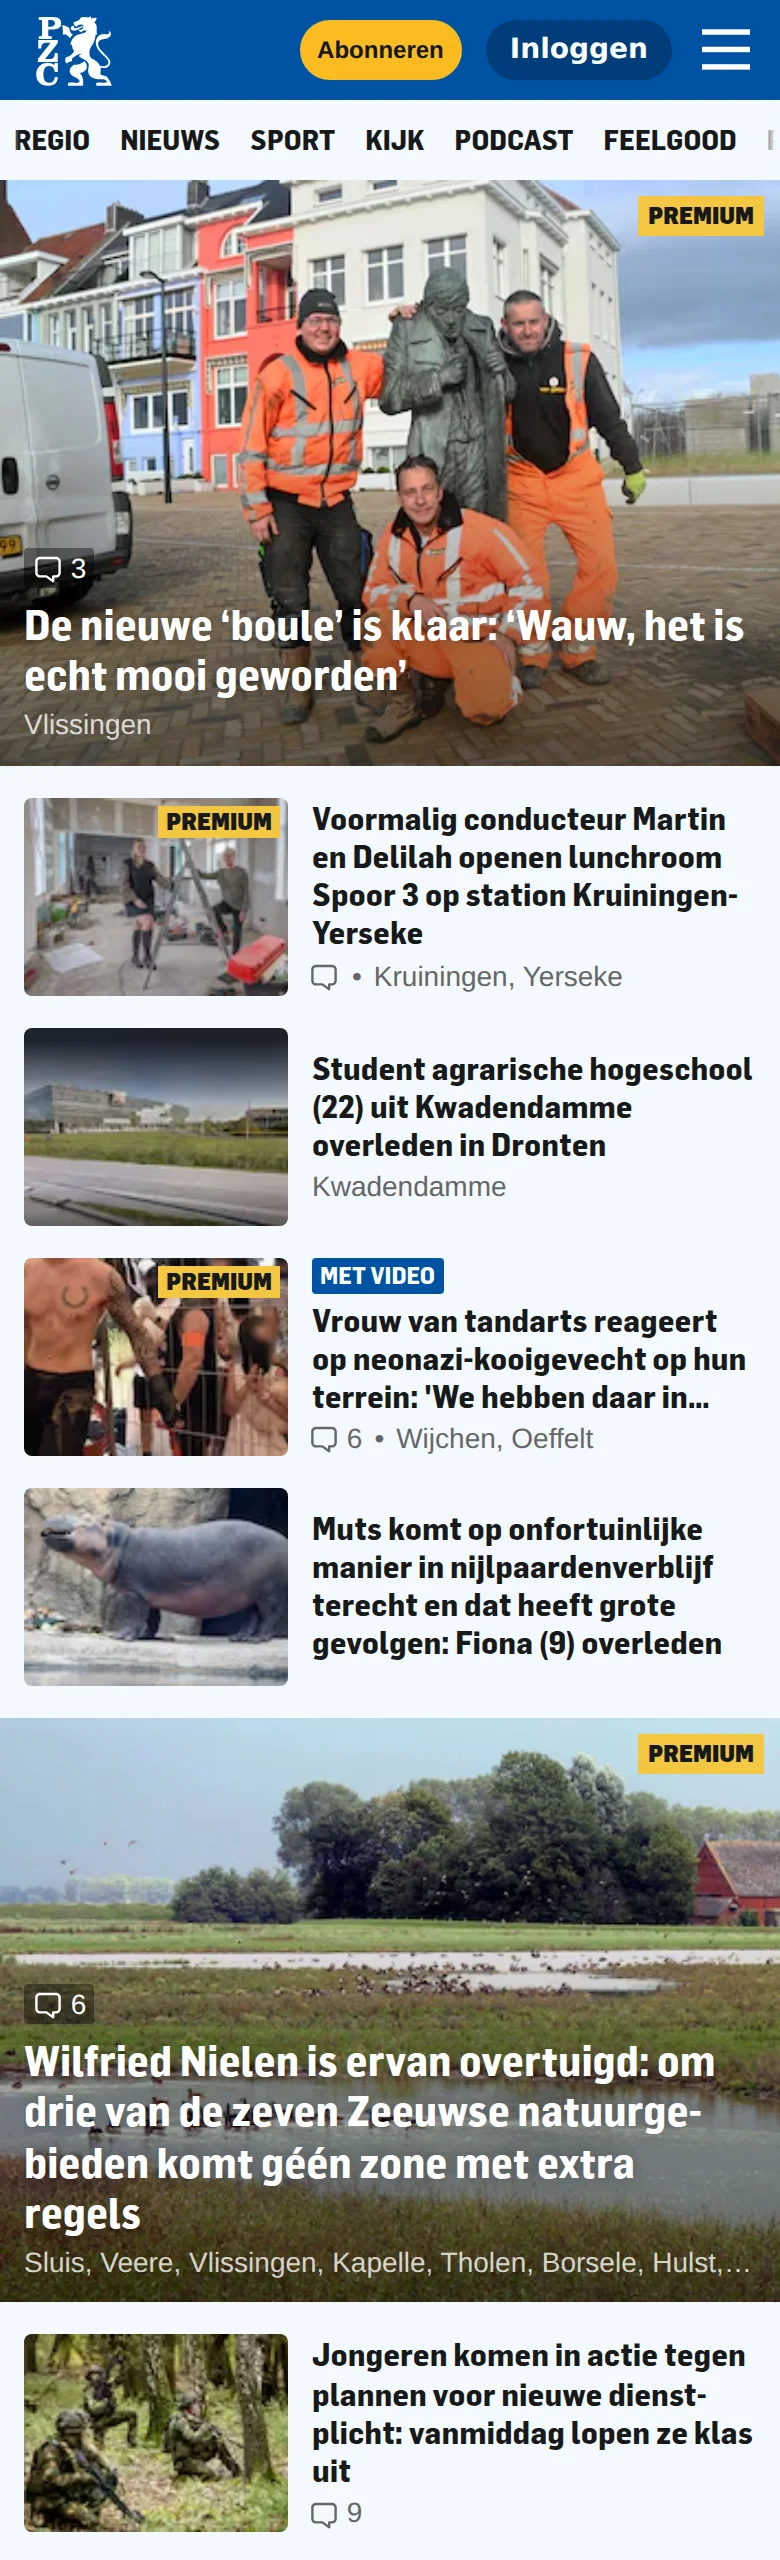 PZC
Abonneren
Inloggen
REGIO NIEUWS SPORT KIJK PODCAST FEELGOOD
PREMIUM
99
3
De nieuwe ‘boule’ is klaar: ‘Wauw, het is
echt mooi geworden’
Vlissingen
PREMIUM
Voormalig conducteur Martin
en Delilah openen lunchroom
Spoor 3 op station Kruiningen-
Yerseke
• Kruiningen, Yerseke
Student agrarische hogeschool
(22) uit Kwadendamme
overleden in Dronten
Kwadendamme
PREMIUM
MET VIDEO
Vrouw van tandarts reageert
op neonazi-kooigevecht op hun
terrein: 'We hebben daar in...
6 • Wijchen, Oeffelt
Muts komt op onfortuinlijke
manier in nijlpaardenverblijf
terecht en dat heeft grote
gevolgen: Fiona (9) overleden
PREMIUM
6
Wilfried Nielen is ervan overtuigd: om
drie van de zeven Zeeuwse natuurge-
bieden komt géén zone met extra
regels
Sluis, Veere, Vlissingen, Kapelle, Tholen, Borsele, Hulst,...
Jongeren komen in actie tegen
plannen voor nieuwe dienst-
plicht: vanmiddag lopen ze klas
uit
9